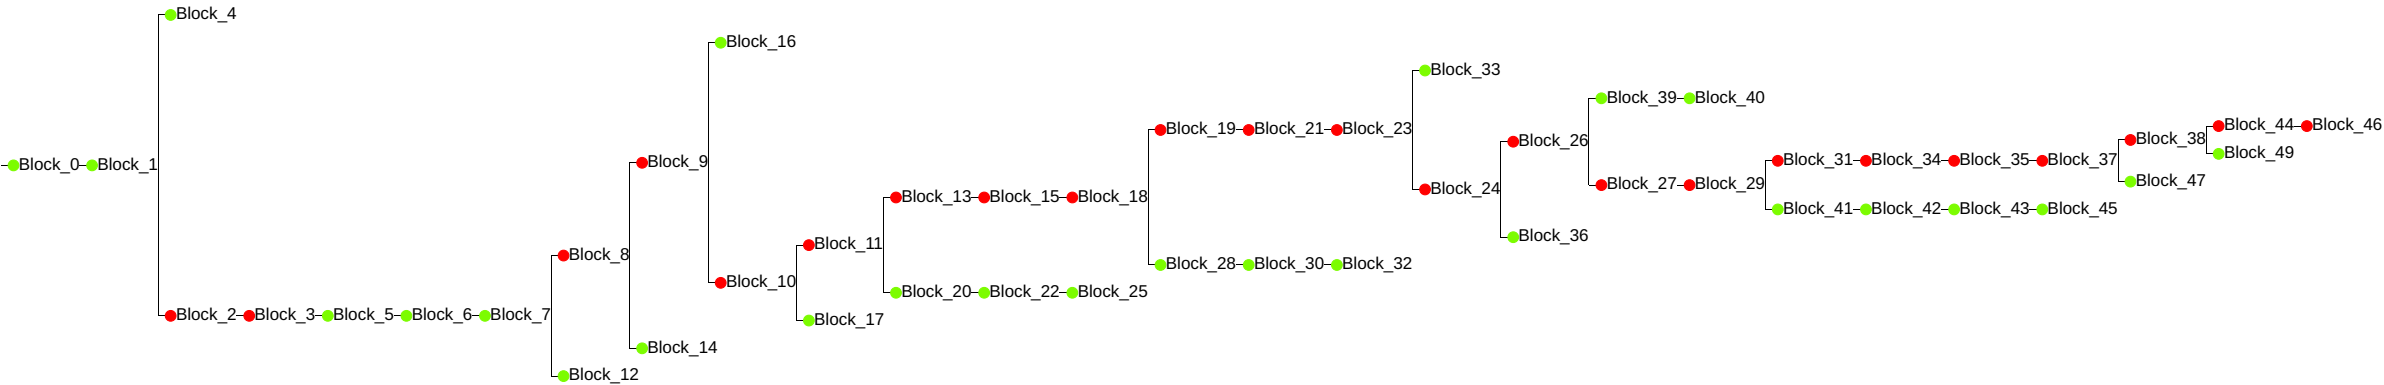 Block_4
Block_16
Block_33
Block_39 Block_40
Block_44 Block_46
Block_19 Block_21 Block_23
Block_38
Block_26
Block_49
Block_31 Block_34 Block_35 Block_37
Block_9
Block_0 Block_1
Block_47
Block_27 Block_29
Block_24
Block_13 Block_15 Block_18
Block_41 Block_42 Block_43 Block_45
Block_36
Block_11
Block_8
Block_28 Block_30 Block_32
Block_10
Block_20 Block_22 Block_25
Block_2 Block_3 Block_5 Block_6 Block_7
Block_17
Block_14
Block_12